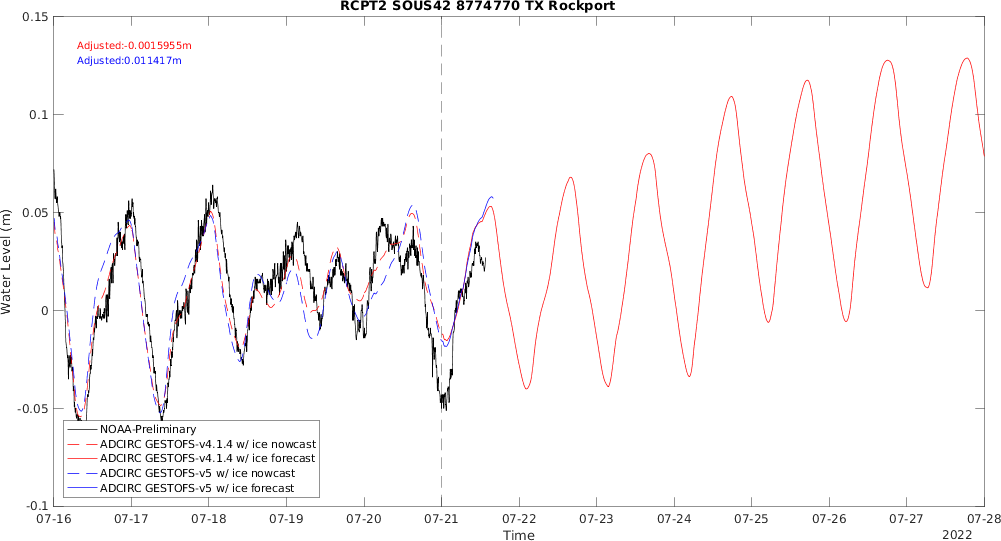 RCPT2 SOUS42 8774770 TX Rockport
0.15
Adjusted:-0.0015955m
Adjusted:0.011417m
0.1
0.05
Water Level (m)
0
-0.05
NOAA-Preliminary
ADCIRC GESTOFS-v4.1.4 w/ ice nowcast
ADCIRC GESTOFS-v4.1.4 w/ ice forecast
ADCIRC GESTOFS-v5 w/ ice nowcast
ADCIRC GESTOFS-v5 w/ ice forecast
-0.1
07-16 07-17 07-18 07-19 07-20 07-21 07-22 07-23 07-24 07-25 07-26 07-27 07-28
Time
2022